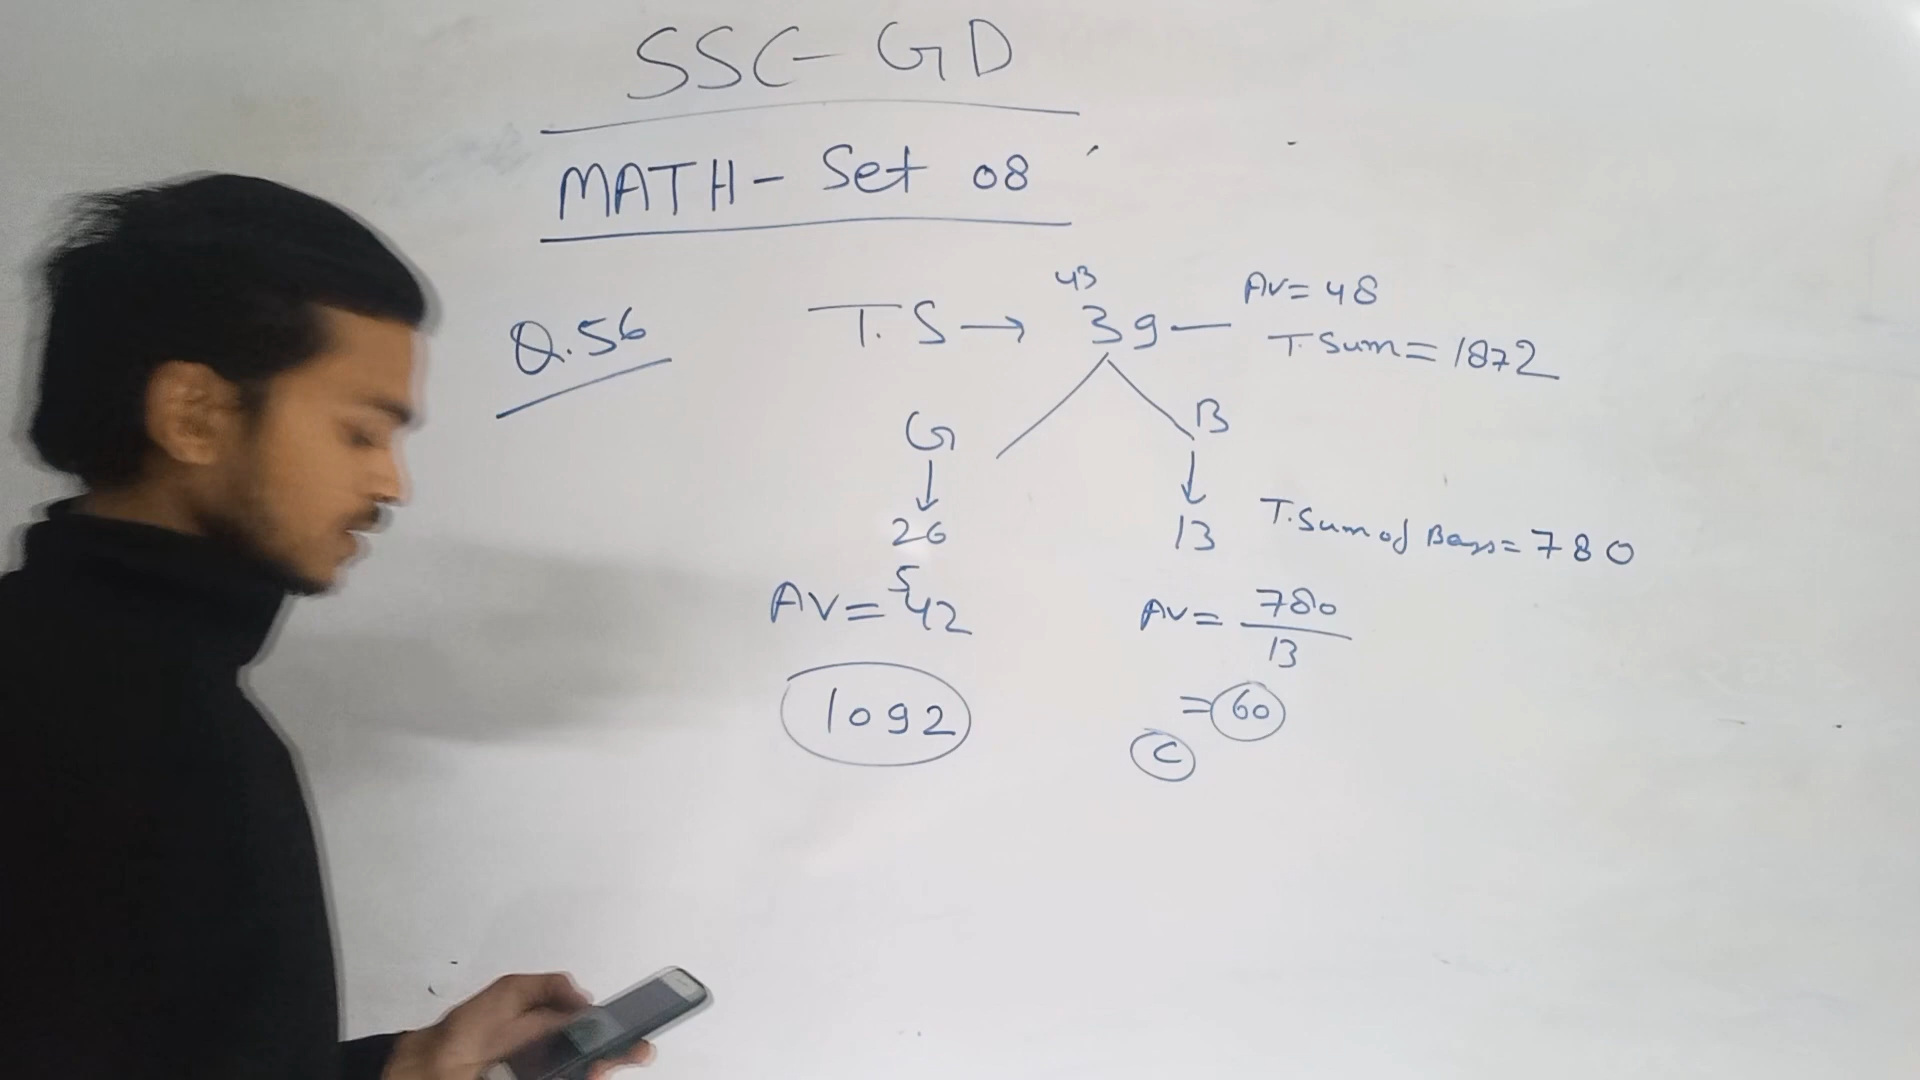 SSC-GD
MATH- Set 08
Q.56
43
T.S → 39 —
Av= 48
T.Sum= 1872
G
B
26
13
T.Sum of Boys= 780
5
AV= 42
Av= 780
13
1092
=60
C